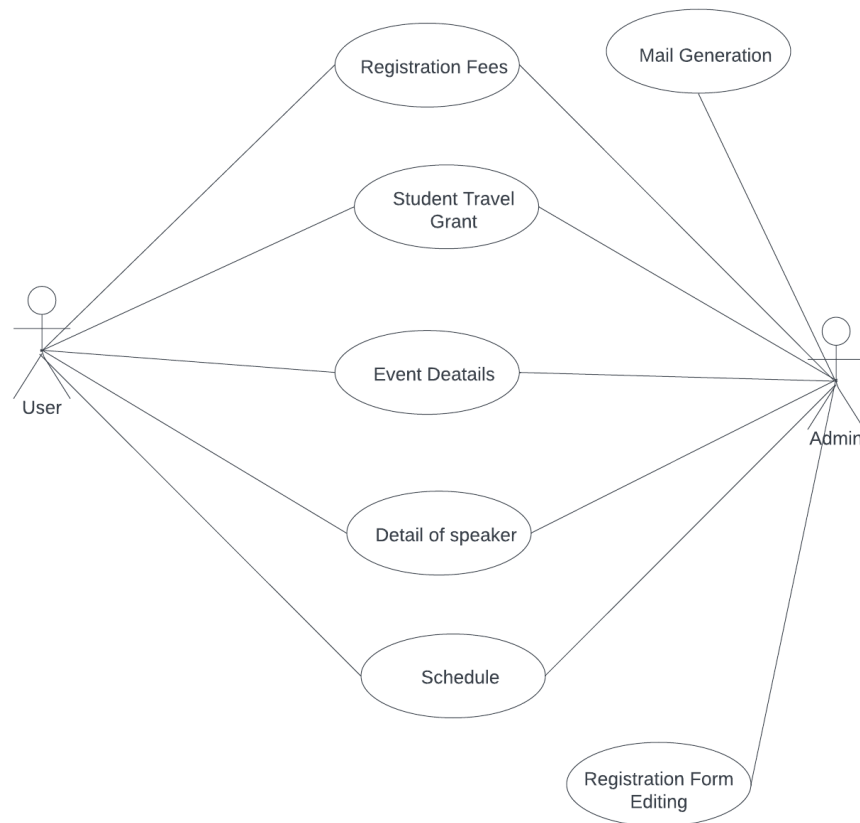 Registration Fees
Mail Generation
Student Travel
Grant
Event Deatails
User
Admin
Detail of speaker
Schedule
Registration Form
Editing